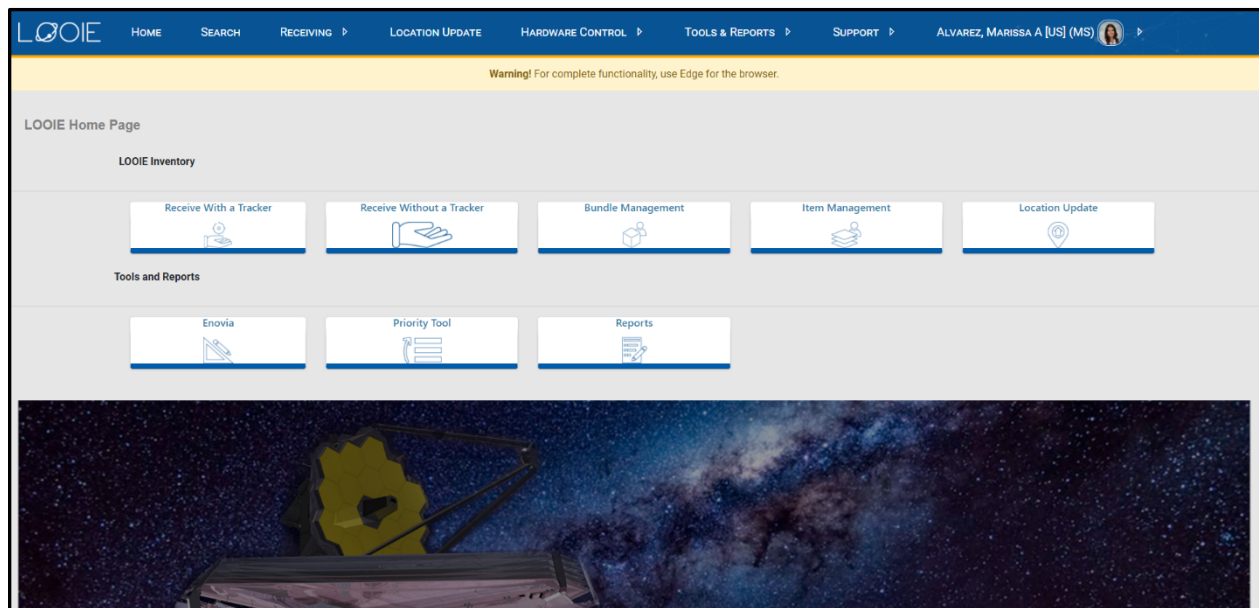 LOOIE HOME SEARCH RECEIVING LOCATION UPDATE HARDWARE CONTROL TOOLS & REPORTS SUPPORT ALVAREZ, MARISSA A [US] (MS)
Warning! For complete functionality, use Edge for the browser.
LOOIE Home Page
LOOIE Inventory
Receive With a Tracker Receive Without a Tracker Bundle Management Item Management Location Update
Tools and Reports
Enovia Priority Tool Reports